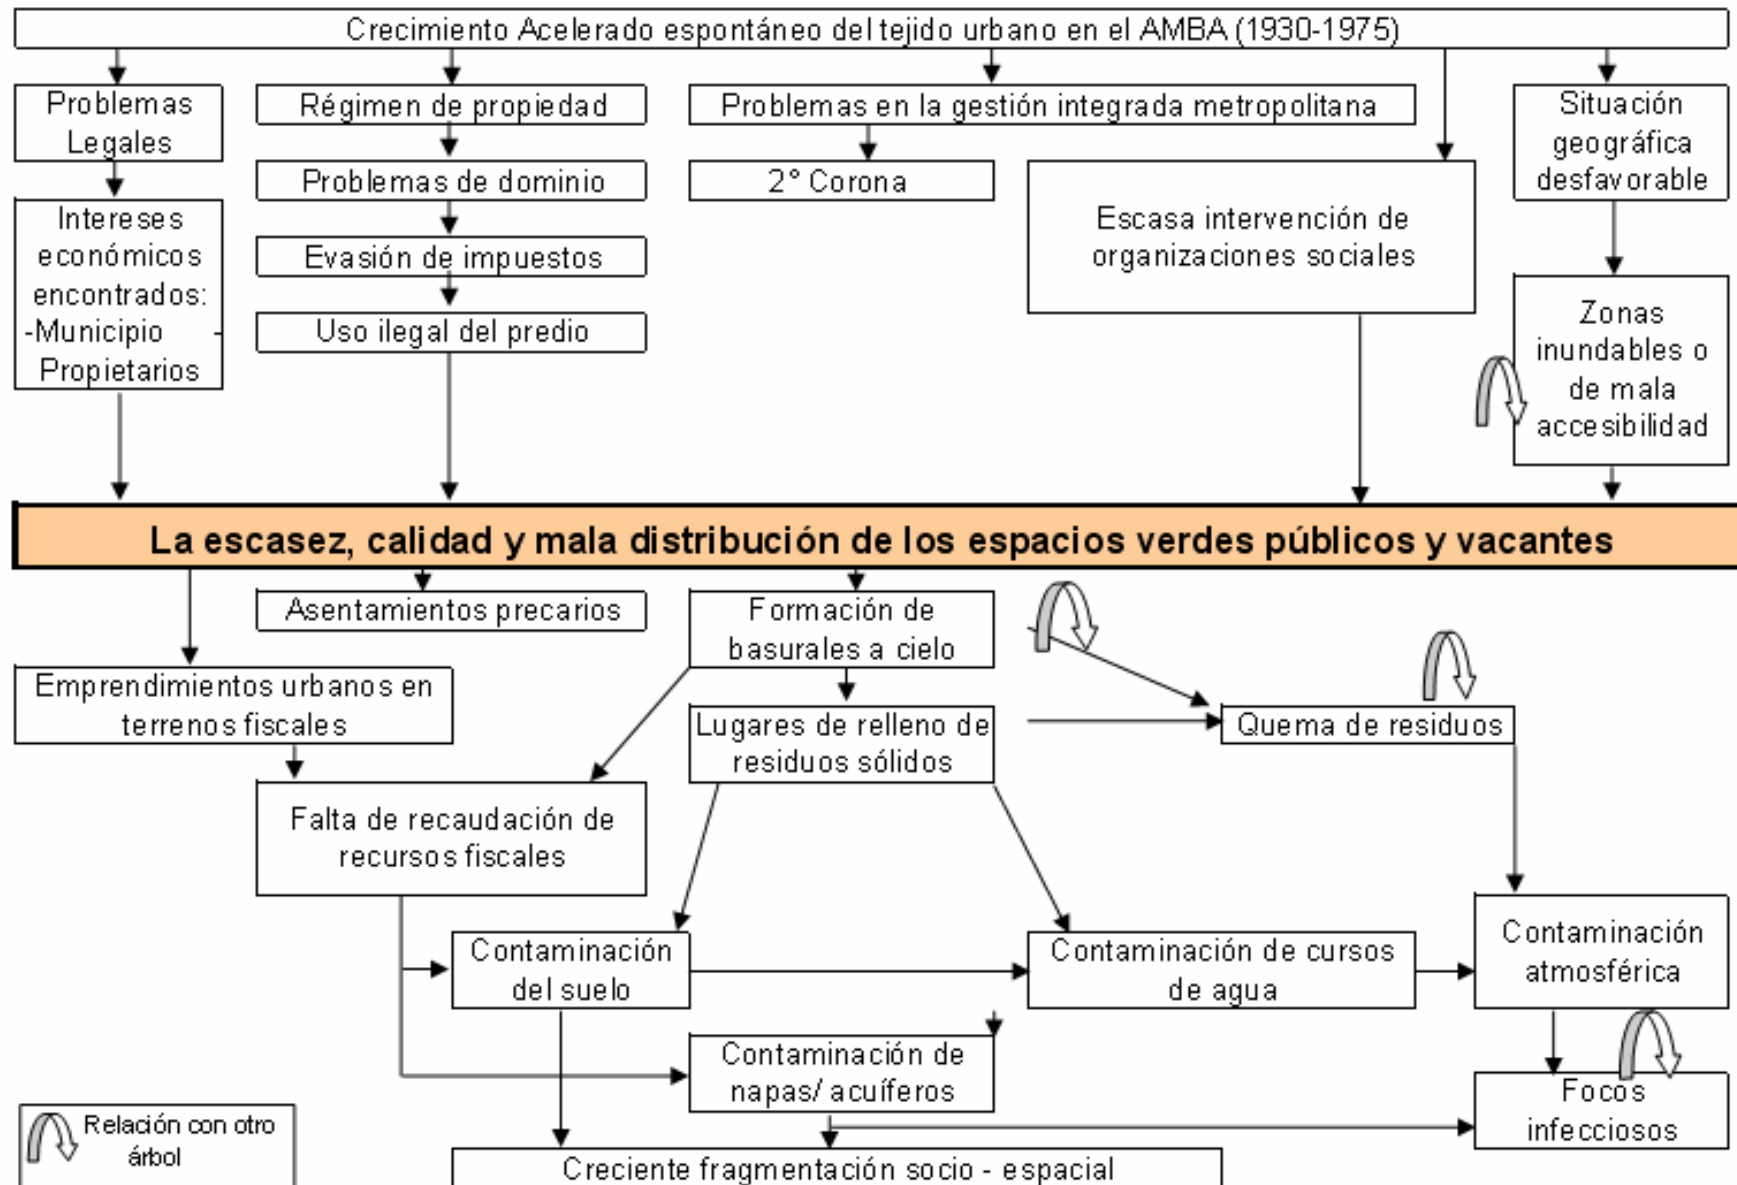 Crecimiento Acelerado espontáneo del tejido urbano en el AMBA (1930-1975)
Problemas
Legales
Régimen de propiedad
Problemas en la gestión integrada metropolitana
Situación
geográfica
desfavorable
Problemas de dominio
2° Corona
Intereses
económicos
encontrados:
-Municipio -
Propietarios
Evasión de impuestos
Escasa intervención de
organizaciones sociales
Uso ilegal del predio
Zonas
inundables o
de mala
accesibilidad
La escasez, calidad y mala distribución de los espacios verdes públicos y vacantes
Asentamientos precarios
Formación de
basurales a cielo
Emprendimientos urbanos en
terrenos fiscales
Lugares de relleno de
residuos sólidos
Quema de residuos
Falta de recaudación de
recursos fiscales
Contaminación
del suelo
Contaminación de cursos
de agua
Contaminación
atmosférica
Contaminación de
napas/ acuíferos
Focos
infecciosos
Relación con otro
árbol
Creciente fragmentación socio - espacial